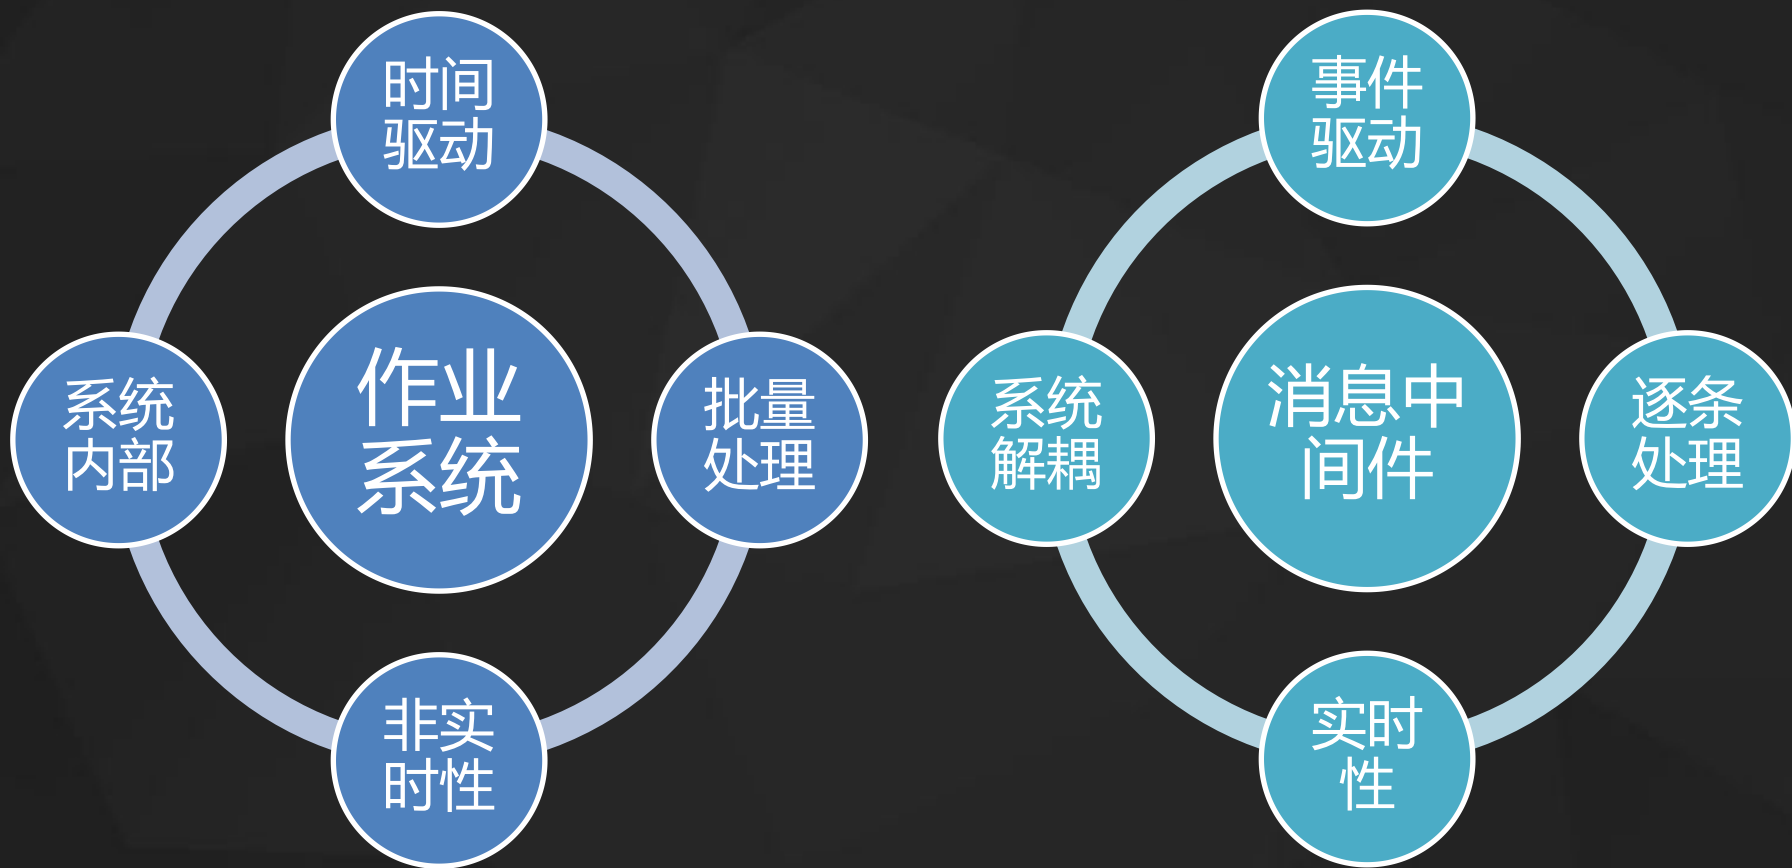 时间
驱动
作业
系统
系统
内部
批量
处理
非实
时性
事件
驱动
消息中
间件
系统
解耦
逐条
处理
实时
性